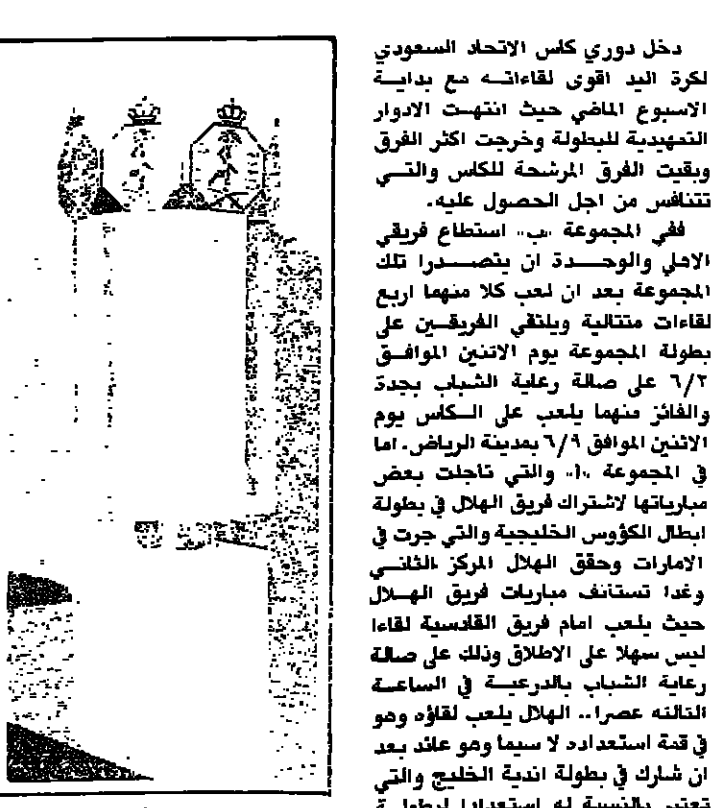 دخل دوري كاس الاتحاد السعودي
لكرة اليد اقوى لقاءاته مع بداية
الاسبوع الماضي حيث انتهت الادوار
التمهيدية للبطولة وخرجت اكثر الفرق
وبقيت الفرق المرشحة للكاس والتي
تتنافس من اجل الحصول عليه.
ففي المجموعة «ب» استطاع فريقي
الاهلي والوحدة ان يتصدرا تلك
المجموعة بعد ان لعب كلا منهما اربع
لقاءات متتالية ويلتقي الفريقين على
بطولة المجموعة يوم الاثنين الموافق
٦/٢ على صالة رعاية الشباب بجدة
والفائز منهما يلعب على الكاس يوم
الاثنين الموافق ٦/٩ بمدينة الرياض. اما
في المجموعة «ا» والتي تاجلت بعض
مبارياتها لاشتراك فريق الهلال في بطولة
ابطال الكؤوس الخليجية والتي جرت في
الامارات وحقق الهلال المركز الثاني
وغدا تستانف مباريات فريق الهلال
حيث يلعب امام فريق القادسية لقاءا
ليس سهلا على الاطلاق وذلك على صالة
رعاية الشباب بالدرعية في الساعة
الثالثه عصرا.. الهلال يلعب لقاؤه وهو
في قمة استعداده لا سيما وهو عائد بعد
ان شارك في بطولة اندية الخليج والتي
تعتبر بالنسبة له استعدادا لبطولة